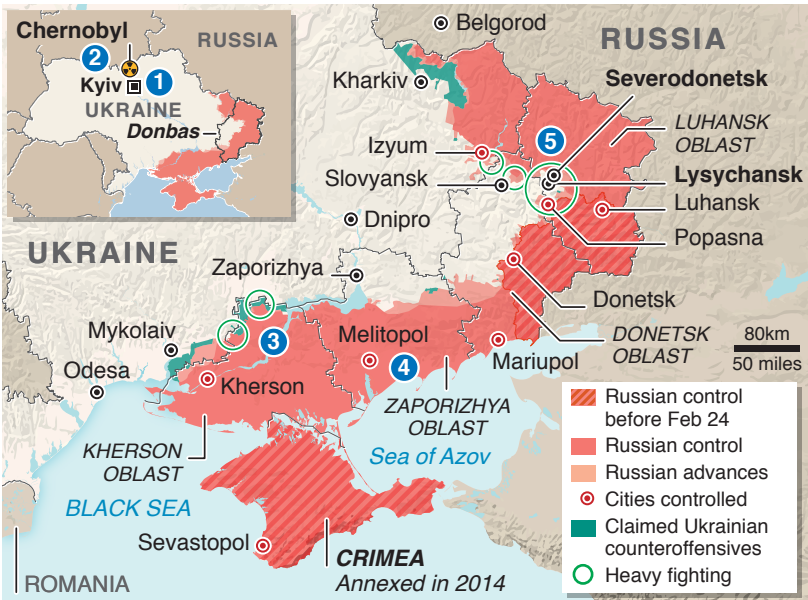 Chernobyl
2
RUSSIA
Kyiv
1
UKRAINE
Donbas
Belgorod
RUSSIA
Kharkiv
Severodonetsk
5
LUHANSK
OBLAST
Izyum
Slovyansk
Lysychansk
Luhansk
Dnipro
Popasna
UKRAINE
Zaporizhya
Donetsk
Mykolaiv
3
Melitopol
4
DONETSK
OBLAST
Mariupol
80km
50 miles
Odesa
Kherson
ZAPORIZHYA
OBLAST
KHERSON
OBLAST
Sea of Azov
BLACK SEA
Sevastopol
CRIMEA
Annexed in 2014
ROMANIA
Russian control
before Feb 24
Russian control
Russian advances
Cities controlled
Claimed Ukrainian
counteroffensives
Heavy fighting